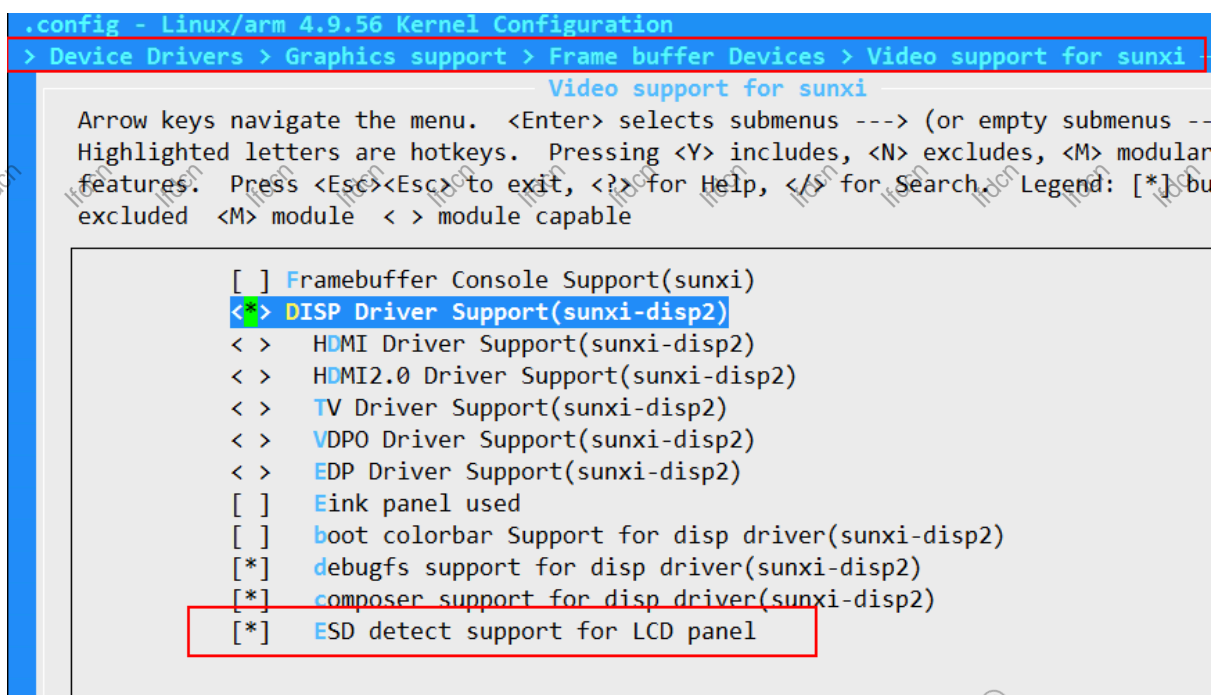 .config - Linux/arm 4.9.56 Kernel Configuration
> Device Drivers > Graphics support > Frame buffer Devices > Video support for sunxi -
Video support for sunxi
Arrow keys navigate the menu.  <Enter> selects submenus ---> (or empty submenus --
Highlighted letters are hotkeys.  Pressing <Y> includes, <N> excludes, <M> modular
features.  Press <Esc><Esc> to exit, <?> for Help, </> for Search.  Legend: [*] bu
excluded  <M> module  < > module capable
[ ] Framebuffer Console Support(sunxi)
<*> DISP Driver Support(sunxi-disp2)
< >   HDMI Driver Support(sunxi-disp2)
< >   HDMI2.0 Driver Support(sunxi-disp2)
< >   TV Driver Support(sunxi-disp2)
< >   VDPO Driver Support(sunxi-disp2)
< >   EDP Driver Support(sunxi-disp2)
[ ]   Eink panel used
[ ]   boot colorbar Support for disp driver(sunxi-disp2)
[*]   debugfs support for disp driver(sunxi-disp2)
[*]   composer support for disp driver(sunxi-disp2)
[*]   ESD detect support for LCD panel